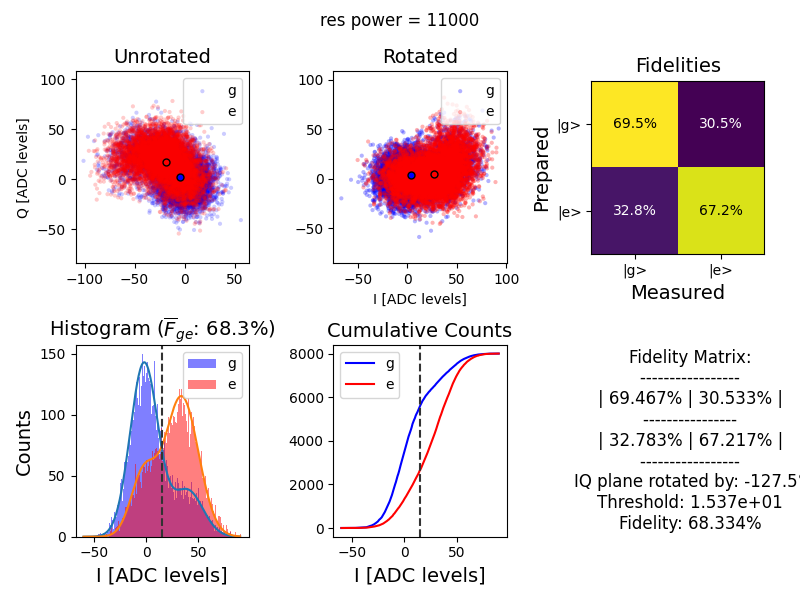 res power = 11000
Unrotated
Q [ADC levels]
100
50
0
−50
−100
−50
0
50
g
e
Rotated
100
50
0
−50
−50
0
50
100
I [ADC levels]
g
e
Fidelities
Prepared
|g>
|e>
69.5%
30.5%
32.8%
67.2%
|g>
|e>
Measured
Histogram (F̅ge: 68.3%)
Counts
150
100
50
0
−50
0
50
I [ADC levels]
g
e
Cumulative Counts
8000
6000
4000
2000
0
−50
0
50
I [ADC levels]
g
e
Fidelity Matrix:
-----------------
| 69.467% | 30.533% |
----------------
| 32.783% | 67.217% |
-----------------
IQ plane rotated by: -127.5°
Threshold: 1.537e+01
Fidelity: 68.334%